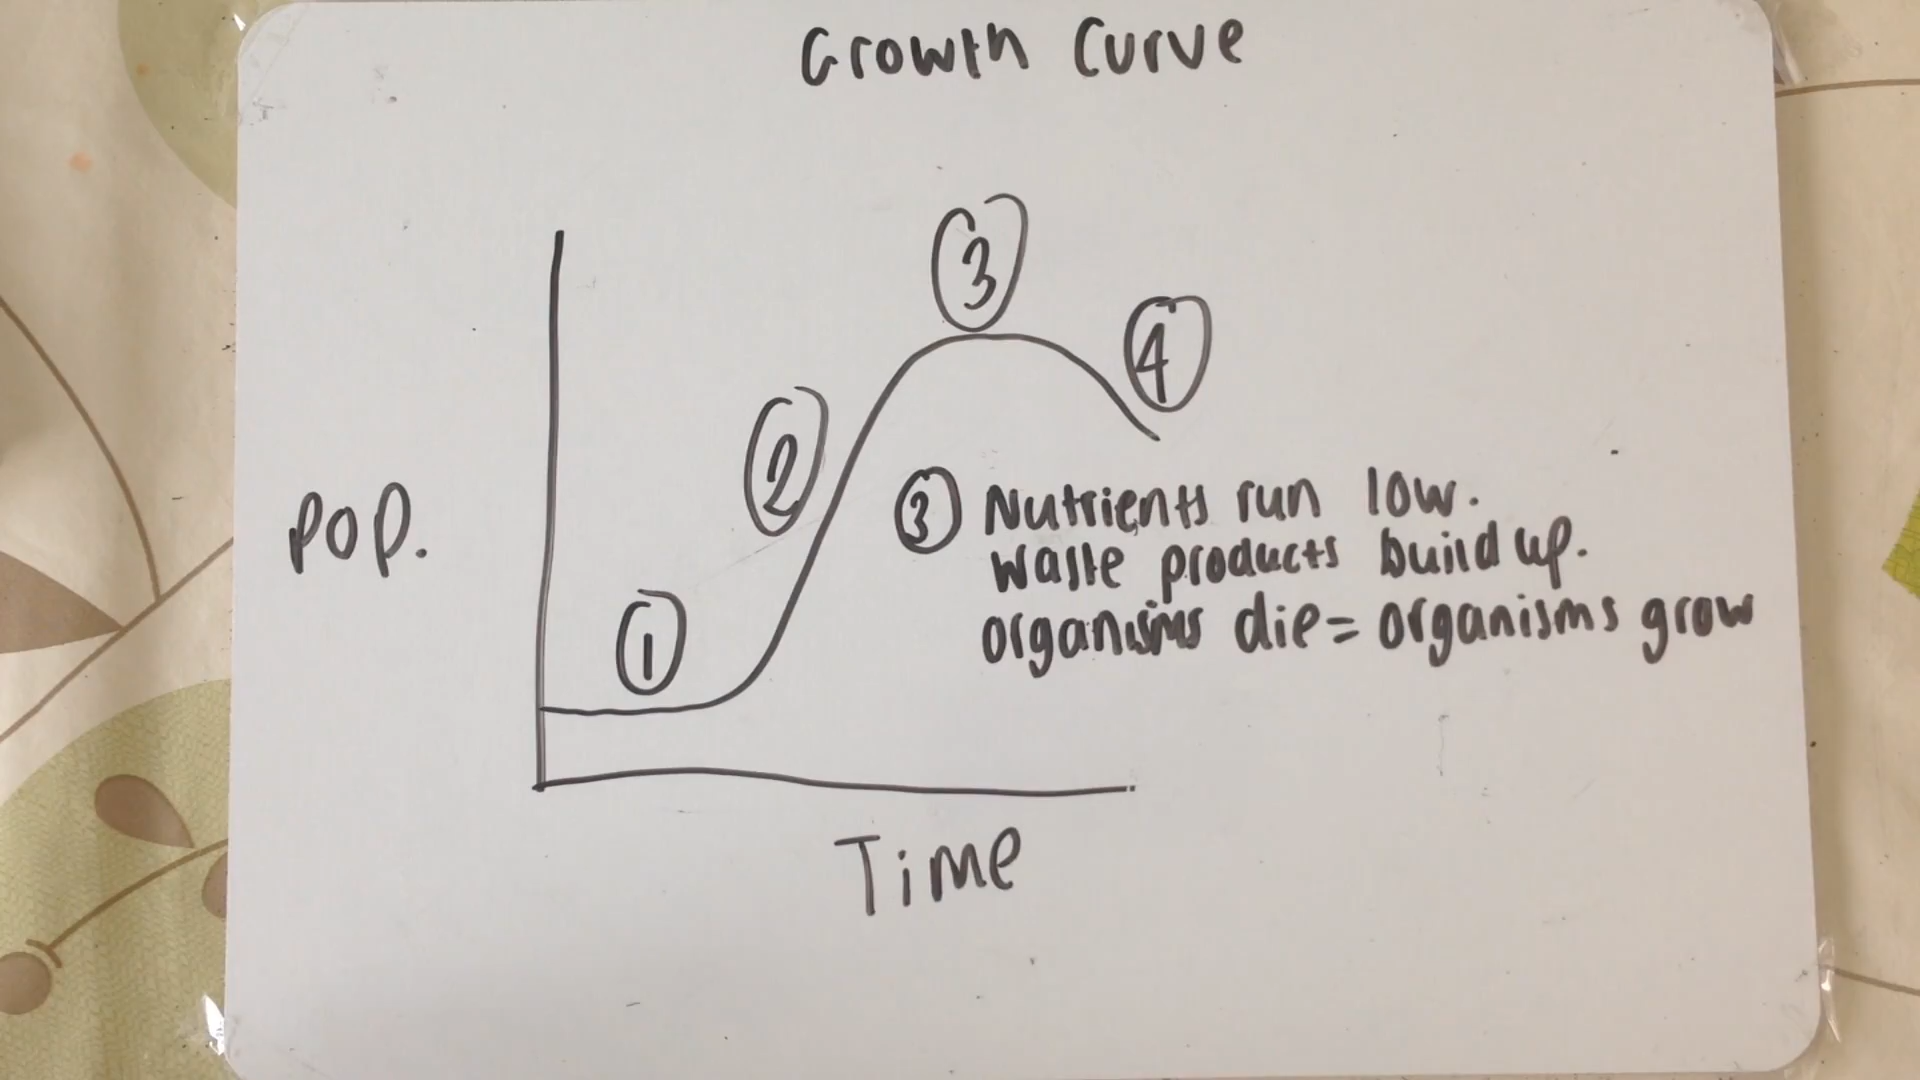 Growth Curve
3
4
2
Pop.
1
3 Nutrients run low.
waste products build up.
organisms die = organisms grow
Time